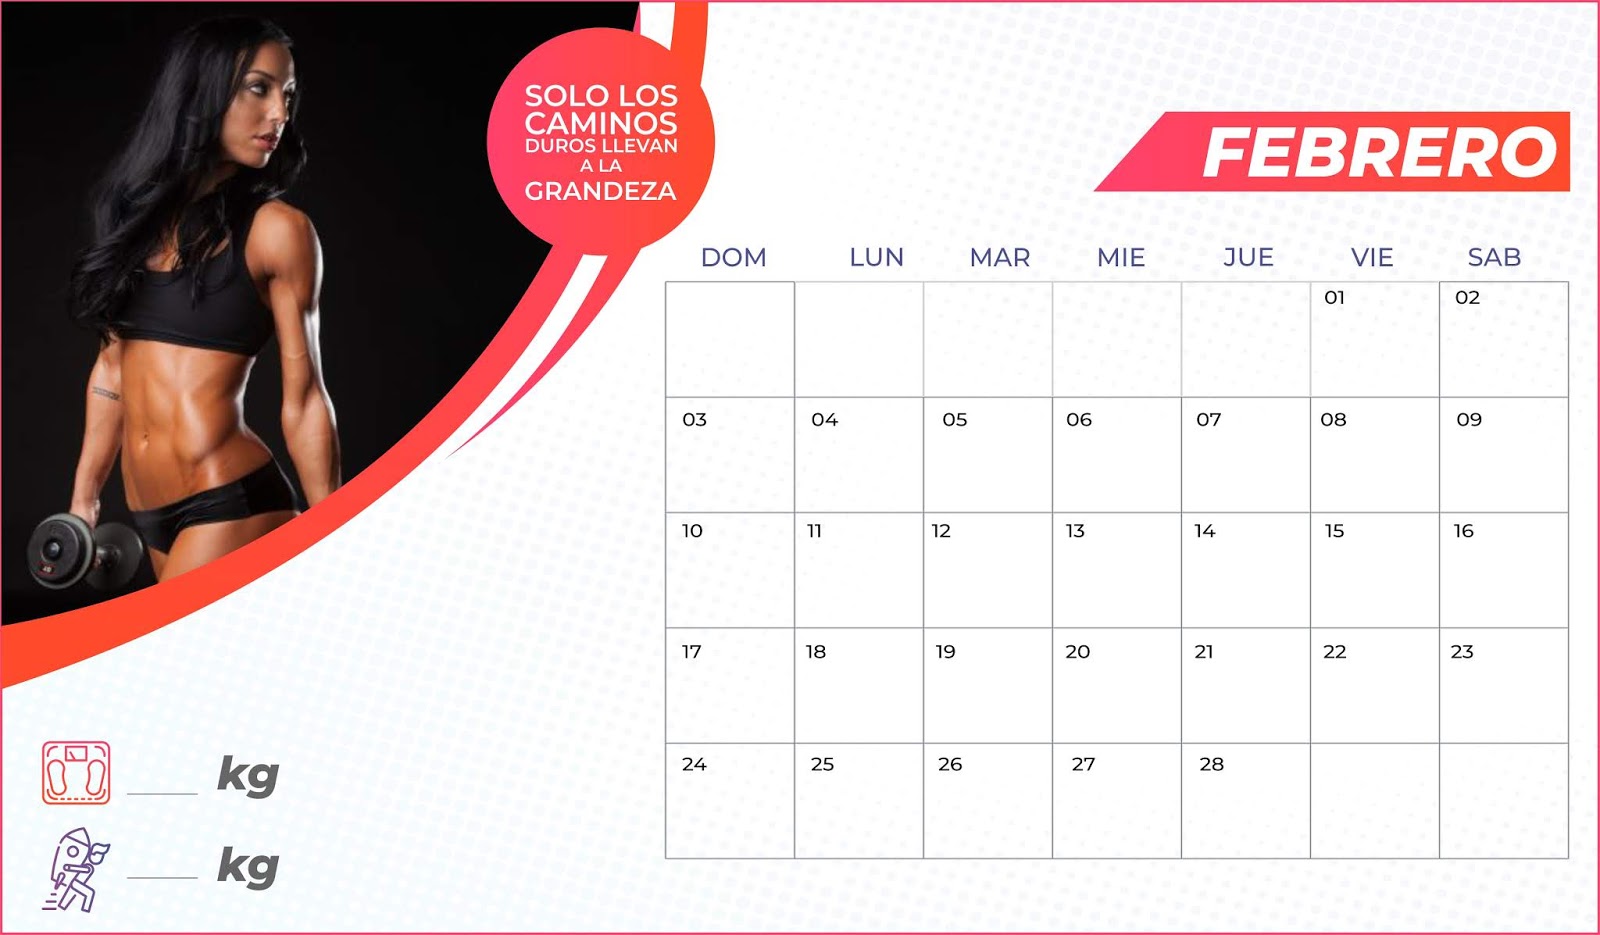 SOLO LOS
CAMINOS
DUROS LLEVAN
A LA
GRANDEZA
FEBRERO
DOM LUN MAR MIE JUE VIE SAB
01 02
03 04 05 06 07 08 09
10 11 12 13 14 15 16
17 18 19 20 21 22 23
24 25 26 27 28
____ kg
____ kg